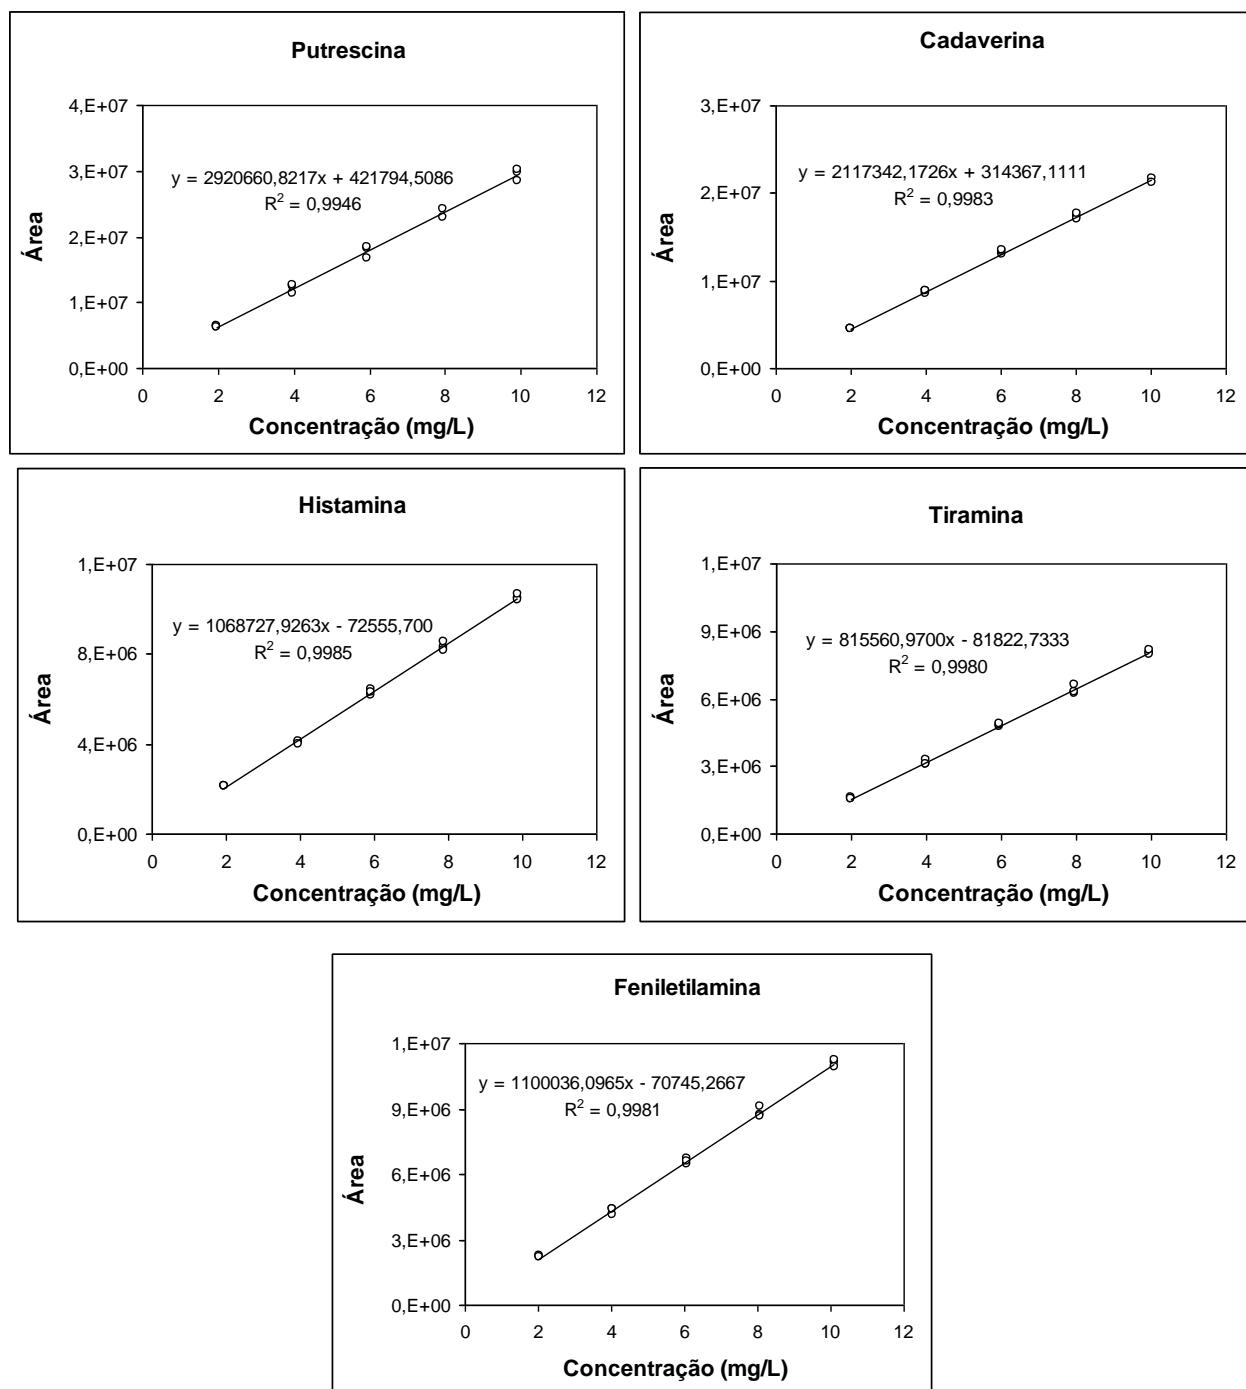 Putrescina
4,E+07
3,E+07
y = 2920660,8217x + 421794,5086
R² = 0,9946
2,E+07
1,E+07
0,E+00
0 2 4 6 8 10 12
Área
Concentração (mg/L)
Cadaverina
3,E+07
y = 2117342,1726x + 314367,1111
R² = 0,9983
2,E+07
1,E+07
0,E+00
0 2 4 6 8 10 12
Área
Concentração (mg/L)
Histamina
1,E+07
y = 1068727,9263x - 72555,700
R² = 0,9985
8,E+06
4,E+06
0,E+00
0 2 4 6 8 10 12
Área
Concentração (mg/L)
Tiramina
1,E+07
9,E+06
y = 815560,9700x - 81822,7333
R² = 0,9980
6,E+06
3,E+06
0,E+00
0 2 4 6 8 10 12
Área
Concentração (mg/L)
Feniletilamina
1,E+07
y = 1100036,0965x - 70745,2667
R² = 0,9981
9,E+06
6,E+06
3,E+06
0,E+00
0 2 4 6 8 10 12
Área
Concentração (mg/L)